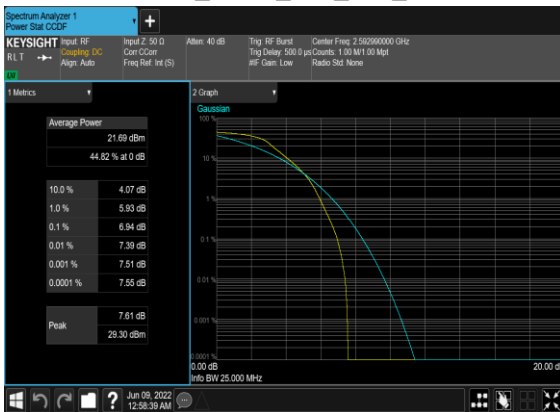 Spectrum Analyzer 1
Power Stat CCDF
KEYSIGHT
RLT
LV
Input: RF
Coupling: DC
Align: Auto
Input Z: 50 Ω
Corr CCorr
Freq Ref: Int (S)
Atten: 40 dB
Trig: RF Burst
Trig Delay: 500.0 µs
#IF Gain: Low
Center Freq: 2.592990000 GHz
Counts: 1.00 M/1.00 Mpt
Radio Std: None
1 Metrics
Average Power
21.69 dBm
44.82 % at 0 dB
10.0 % 4.07 dB
1.0 % 5.93 dB
0.1 % 6.94 dB
0.01 % 7.39 dB
0.001 % 7.51 dB
0.0001 % 7.55 dB
Peak
7.61 dB
29.30 dBm
2 Graph
Gaussian
100 %
10 %
1 %
0.1 %
0.01 %
0.001 %
0.0001 %
0.00 dB 20.00 d
Info BW 25.000 MHz
?
Jun 09, 2022
12:58:39 AM